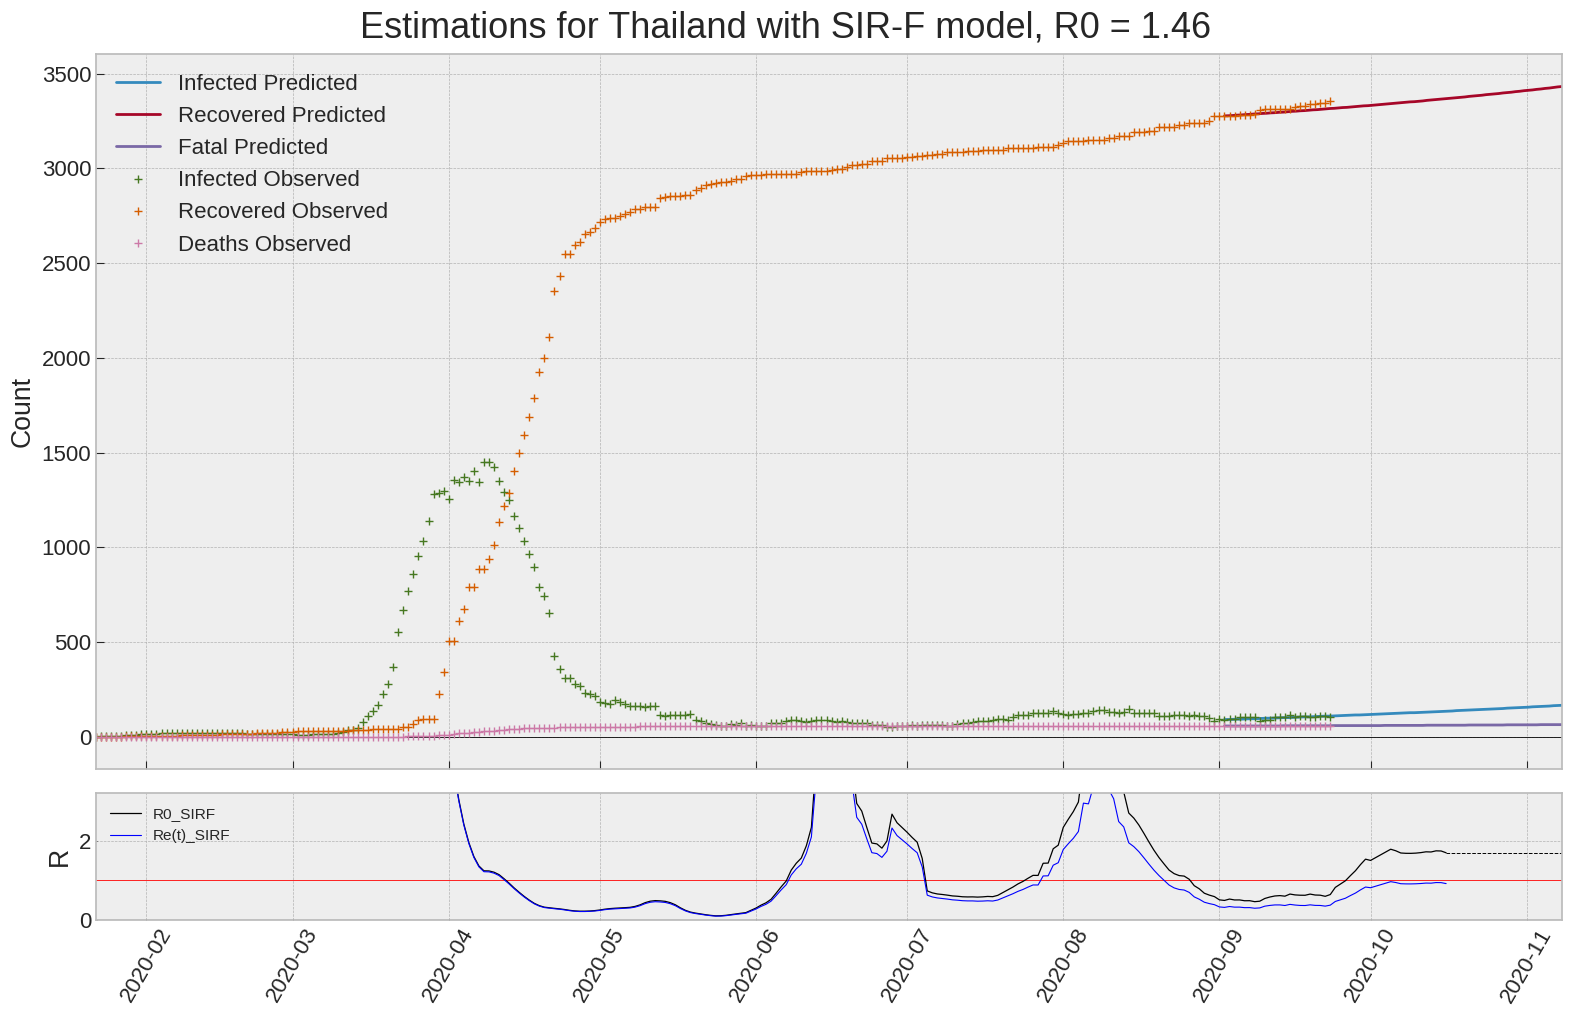 Estimations for Thailand with SIR-F model, R0 = 1.46
3500
3000
2500
2000
1500
1000
500
0
Count
Infected Predicted
Recovered Predicted
Fatal Predicted
Infected Observed
Recovered Observed
Deaths Observed
2
0
R
R0_SIRF
Re(t)_SIRF
2020-02
2020-03
2020-04
2020-05
2020-06
2020-07
2020-08
2020-09
2020-10
2020-11